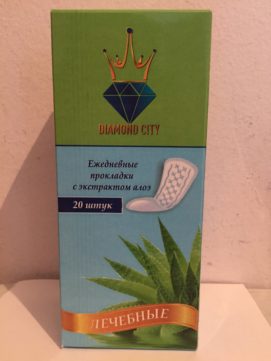 DIAMOND CITY
Ежедневные
прокладки
с экстрактом алоэ
20 штук
ЛЕЧЕБНЫЕ